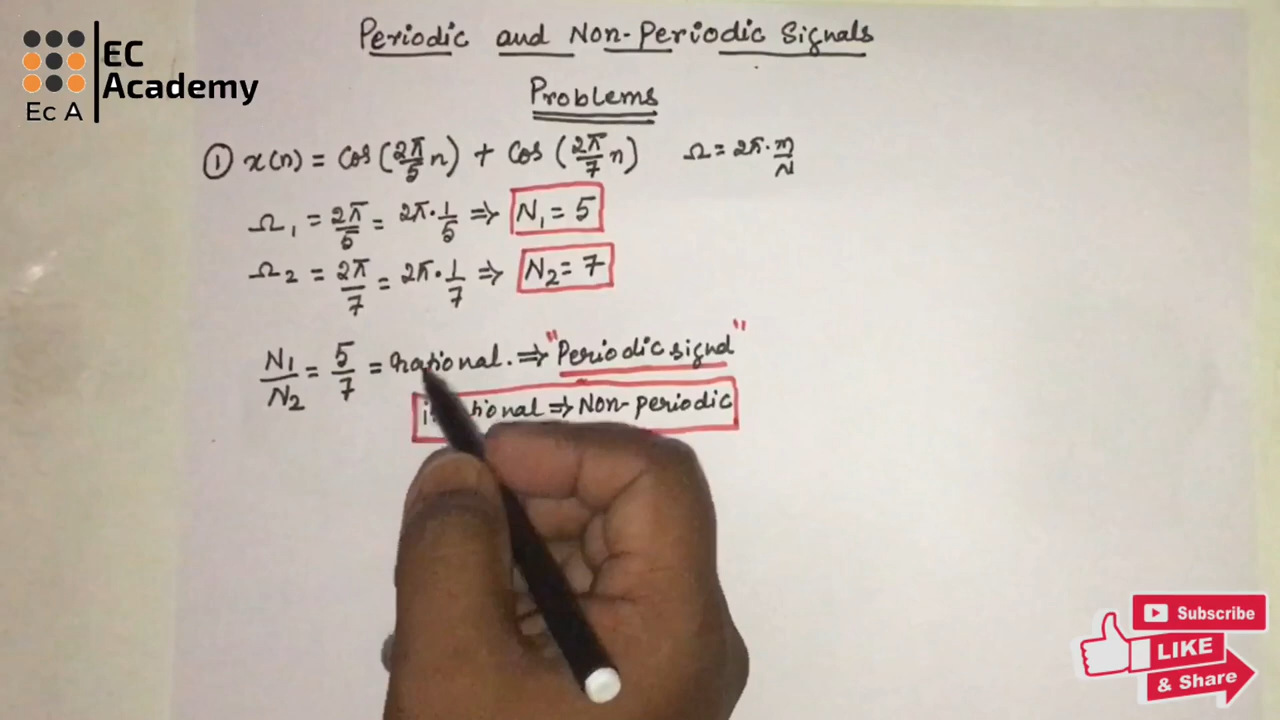 EC
Academy
Ec A
Periodic and Non-Periodic Signals
Problems
① x(n) = cos(2π/5 n) + cos(2π/7 n) Ω = 2π·m/N
Ω₁ = 2π/5 = 2π·1/5 ⇒ N₁ = 5
Ω₂ = 2π/7 = 2π·1/7 ⇒ N₂ = 7
N₁/N₂ = 5/7 = rational. ⇒ "Periodic signal"
⇒ Non-periodic
Subscribe
LIKE
& Share